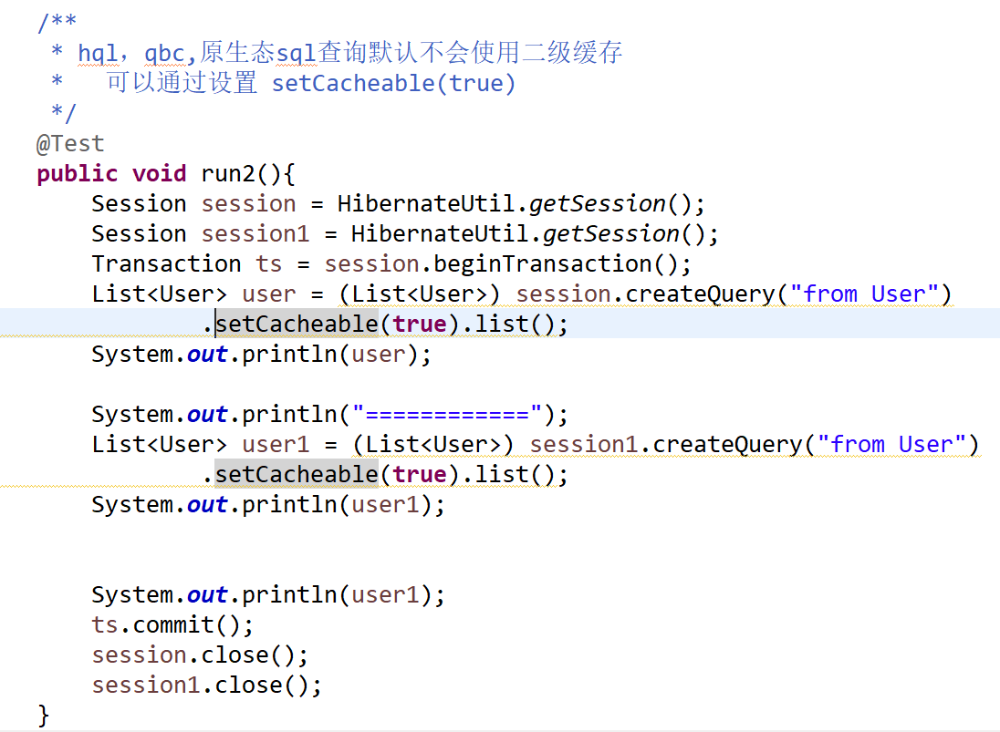 /**
 * hql，qbc,原生态sql查询默认不会使用二级缓存
 *   可以通过设置 setCacheable(true)
 */
@Test
public void run2(){
    Session session = HibernateUtil.getSession();
    Session session1 = HibernateUtil.getSession();
    Transaction ts = session.beginTransaction();
    List<User> user = (List<User>) session.createQuery("from User")
            .setCacheable(true).list();
    System.out.println(user);
    System.out.println("============");
    List<User> user1 = (List<User>) session1.createQuery("from User")
            .setCacheable(true).list();
    System.out.println(user1);
    System.out.println(user1);
    ts.commit();
    session.close();
    session1.close();
}